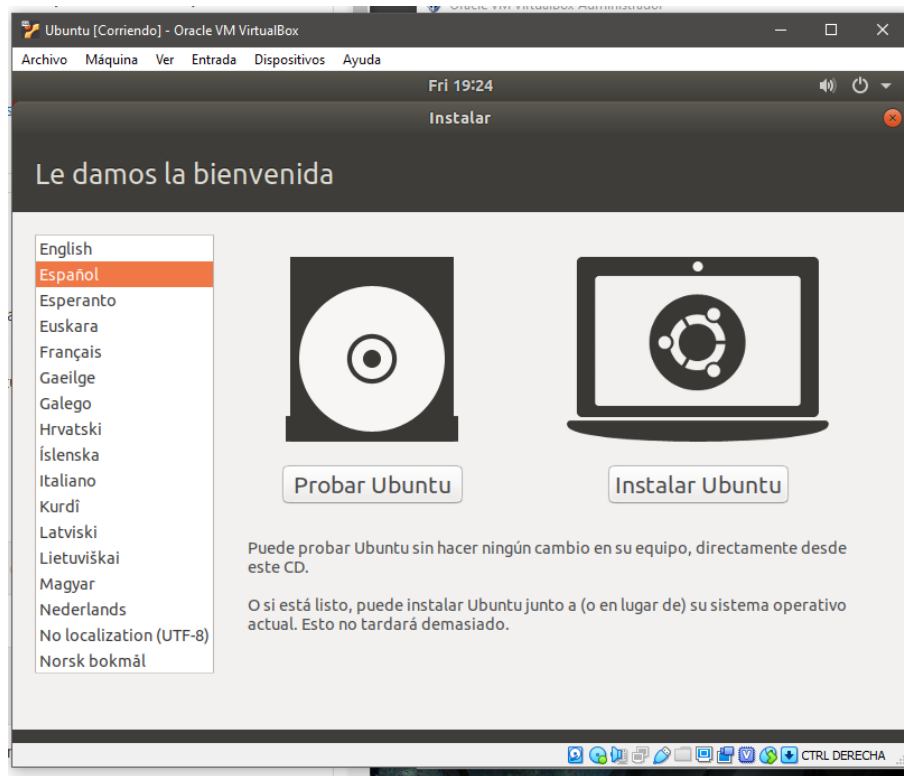 Oracle VM VirtualBox Administrador
Ubuntu [Corriendo] - Oracle VM VirtualBox
Archivo Máquina Ver Entrada Dispositivos Ayuda
Fri 19:24
Instalar
Le damos la bienvenida
English
Español
Esperanto
Euskara
Français
Gaeilge
Galego
Hrvatski
Íslenska
Italiano
Kurdî
Latviski
Lietuviškai
Magyar
Nederlands
No localization (UTF-8)
Norsk bokmål
Probar Ubuntu
Instalar Ubuntu
Puede probar Ubuntu sin hacer ningún cambio en su equipo, directamente desde
este CD.
O si está listo, puede instalar Ubuntu junto a (o en lugar de) su sistema operativo
actual. Esto no tardará demasiado.
CTRL DERECHA